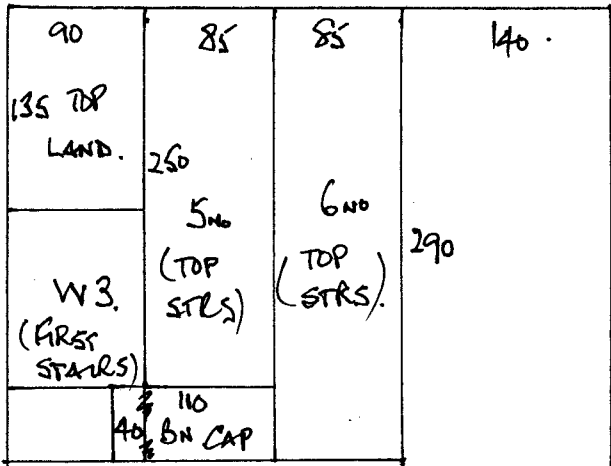 90
85
85
140.
135 TOP
LAND.
250
5NO
(TOP
STRS)
6NO
(TOP
STRS).
290
W3.
(FIRST
STAIRS)
110
40
BN CAP